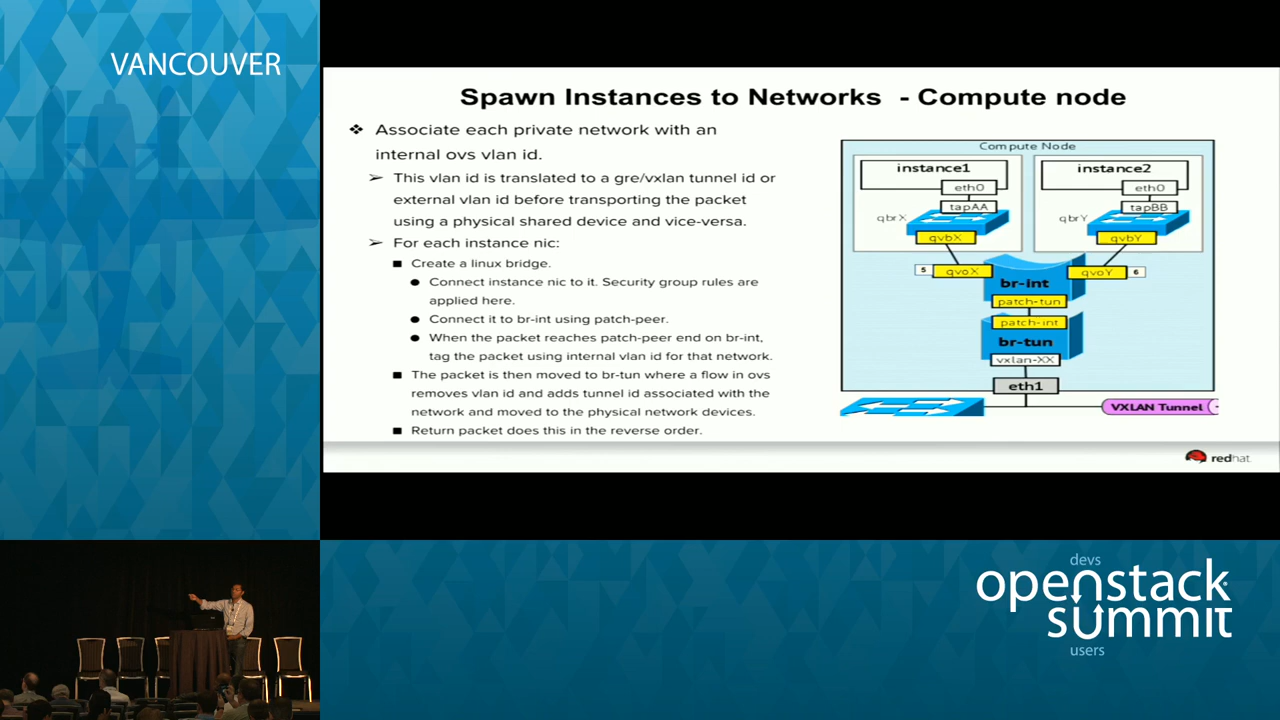 VANCOUVER
Spawn Instances to Networks - Compute node
❖ Associate each private network with an
internal ovs vlan id.
➢ This vlan id is translated to a gre/vxlan tunnel id or
external vlan id before transporting the packet
using a physical shared device and vice-versa.
➢ For each instance nic:
■ Create a linux bridge.
● Connect instance nic to it. Security group rules are
applied here.
● Connect it to br-int using patch-peer.
● When the packet reaches patch-peer end on br-int,
tag the packet using internal vlan id for that network.
■ The packet is then moved to br-tun where a flow in ovs
removes vlan id and adds tunnel id associated with the
network and moved to the physical network devices.
■ Return packet does this in the reverse order.
Compute Node
instance1 instance2
eth0 eth0
tapAA tapBB
qbrX qbrY
qvbX qvbY
5 qvoX qvoY 6
br-int
patch-tun
patch-int
br-tun
vxlan-XX
eth1
VXLAN Tunnel
redhat.
devs
openstack
summit
users